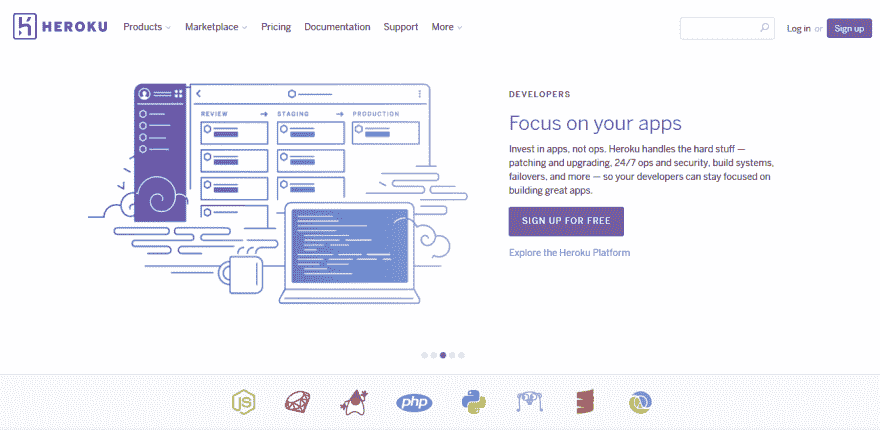 HEROKU
Products
Marketplace
Pricing
Documentation
Support
More
Log in or
Sign up
REVIEW
STAGING
PRODUCTION
DEVELOPERS
Focus on your apps
Invest in apps, not ops. Heroku handles the hard stuff —
patching and upgrading, 24/7 ops and security, build systems,
failovers, and more — so your developers can stay focused on
building great apps.
SIGN UP FOR FREE
Explore the Heroku Platform
JS
php